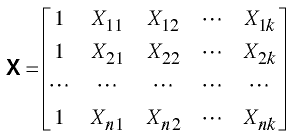 1 X₁₁ X₁₂ ⋯ X₁ₖ
1 X₂₁ X₂₂ ⋯ X₂ₖ
X = ⋯ ⋯ ⋯ ⋯ ⋯
1 Xₙ₁ Xₙ₂ ⋯ Xₙₖ